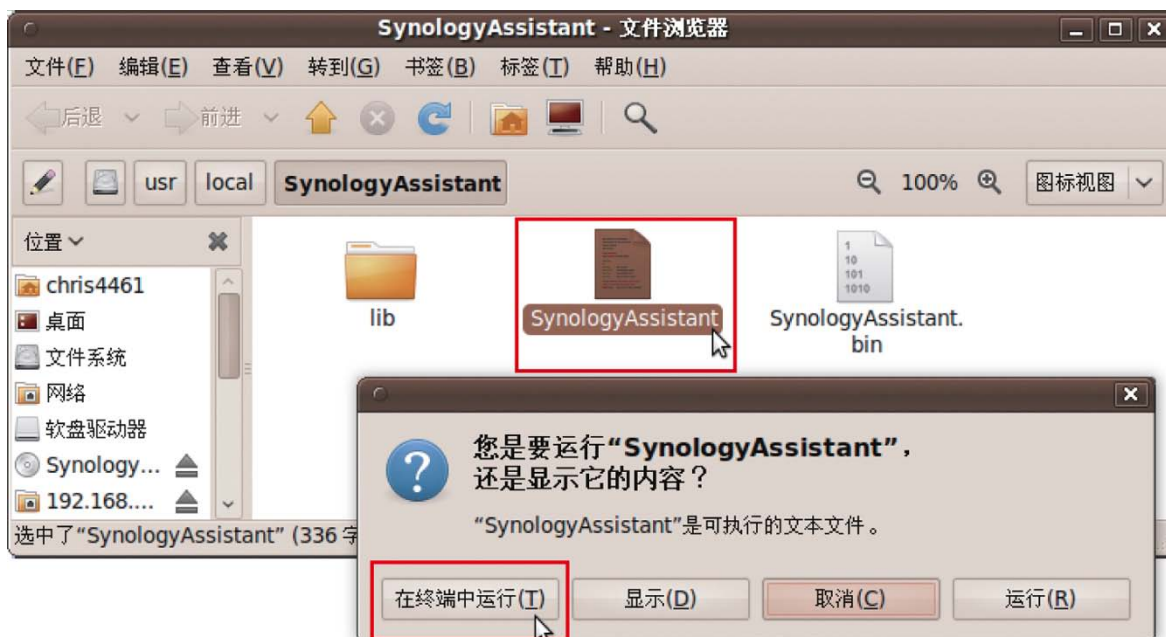 SynologyAssistant - 文件浏览器
文件(F) 编辑(E) 查看(V) 转到(G) 书签(B) 标签(T) 帮助(H)
后退 前进
usr local SynologyAssistant 100% 图标视图
位置
chris4461
桌面
文件系统
网络
软盘驱动器
Synology...
192.168....
lib
SynologyAssistant
1
10
101
1010
SynologyAssistant.
bin
选中了“SynologyAssistant” (336 字
您是要运行“SynologyAssistant”，
还是显示它的内容？
“SynologyAssistant”是可执行的文本文件。
在终端中运行(T) 显示(D) 取消(C) 运行(R)